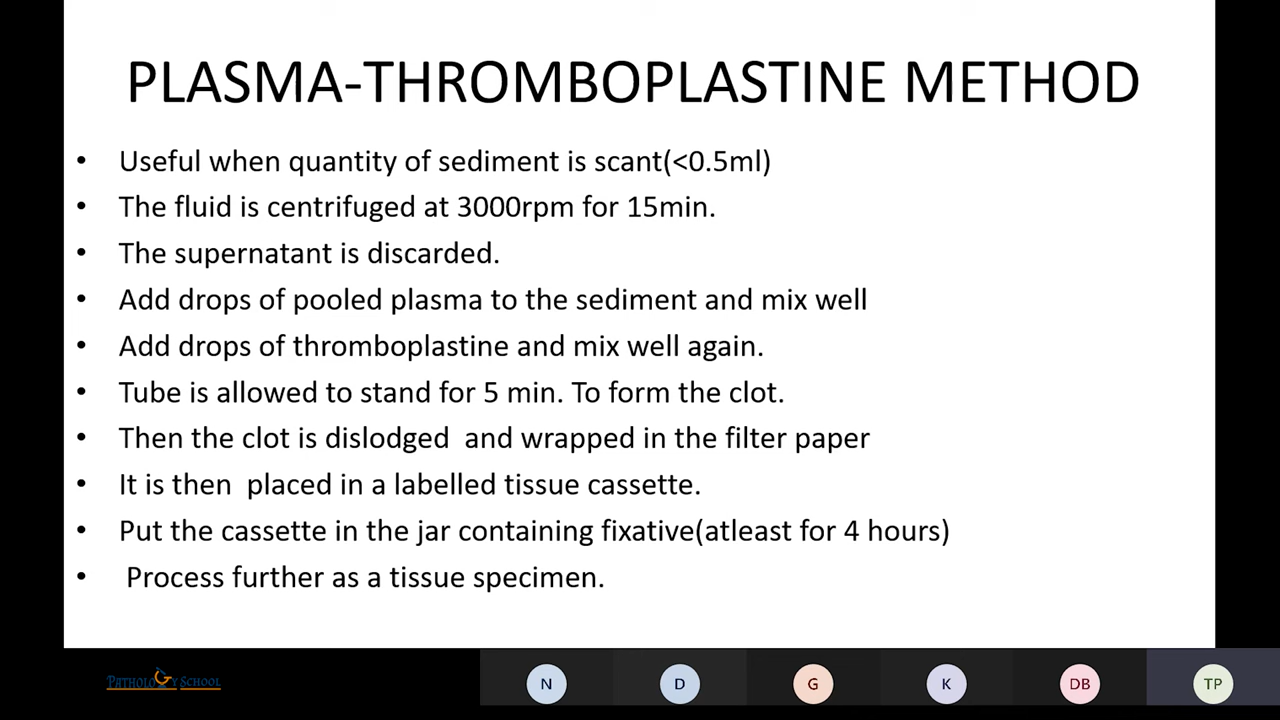 PLASMA-THROMBOPLASTINE METHOD
• Useful when quantity of sediment is scant(<0.5ml)
• The fluid is centrifuged at 3000rpm for 15min.
• The supernatant is discarded.
• Add drops of pooled plasma to the sediment and mix well
• Add drops of thromboplastine and mix well again.
• Tube is allowed to stand for 5 min. To form the clot.
• Then the clot is dislodged  and wrapped in the filter paper
• It is then  placed in a labelled tissue cassette.
• Put the cassette in the jar containing fixative(atleast for 4 hours)
• Process further as a tissue specimen.
PATHOLOGY SCHOOL
N D G K DB TP